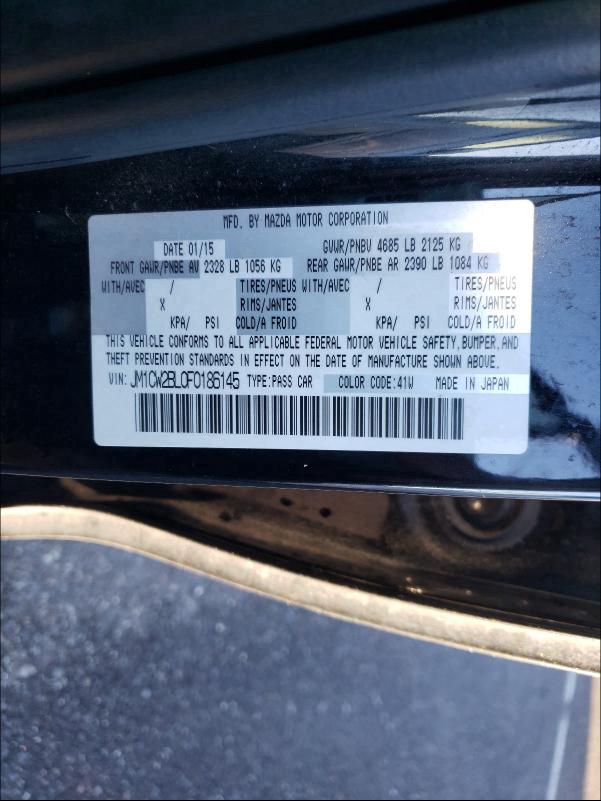 MFD. BY MAZDA MOTOR CORPORATION
DATE 01/15 GVWR/PNBV 4685 LB 2125 KG
FRONT GAWR/PNBE AV 2328 LB 1056 KG REAR GAWR/PNBE AR 2390 LB 1084 KG
WITH/AVEC / TIRES/PNEUS WITH/AVEC / TIRES/PNEUS
X RIMS/JANTES X RIMS/JANTES
KPA/ PSI COLD/A FROID KPA/ PSI COLD/A FROID
THIS VEHICLE CONFORMS TO ALL APPLICABLE FEDERAL MOTOR VEHICLE SAFETY, BUMPER, AND
THEFT PREVENTION STANDARDS IN EFFECT ON THE DATE OF MANUFACTURE SHOWN ABOVE.
VIN: JM1CW2BL0F0186145 TYPE:PASS CAR COLOR CODE:41W MADE IN JAPAN